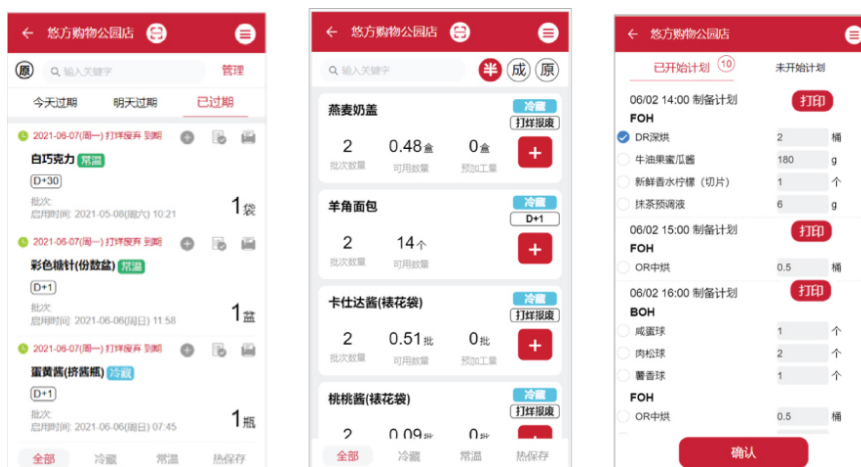 悠方购物公园店
原
输入关键字
管理
今天过期
明天过期
已过期
2021-06-07(周一) 打烊废弃 到期
白巧克力 常温
D+30
批次:
启用时间: 2021-05-08(周六) 10:21
1袋
2021-06-07(周一) 打烊废弃 到期
彩色糖针(份数盆) 常温
D+1
批次:
启用时间: 2021-06-06(周日) 11:58
1盆
2021-06-07(周一) 打烊废弃 到期
蛋黄酱(挤酱瓶) 冷藏
D+1
批次:
启用时间: 2021-06-06(周日) 07:45
1瓶
全部
冷藏
常温
热保存
悠方购物公园店
输入关键字
半
成
原
燕麦奶盖
冷藏
打烊报废
2
0.48盒
0盒
批次数量
可用数量
预加工量
羊角面包
冷藏
D+1
2
14个
批次数量
可用数量
卡仕达酱(裱花袋)
冷藏
打烊报废
2
0.51批
0批
批次数量
可用数量
预加工量
桃桃酱(裱花袋)
冷藏
打烊报废
2
0.09批
0批
全部
冷藏
常温
热保存
悠方购物公园店
已开始计划 10
未开始计划
06/02 14:00 制备计划
打印
FOH
DR深烘 2 桶
牛油果蜜瓜酱 180 g
新鲜香水柠檬（切片） 1 个
抹茶预调液 6 g
06/02 15:00 制备计划
打印
FOH
OR中烘 0.5 桶
06/02 16:00 制备计划
打印
BOH
咸蛋球 1 个
肉松球 2 个
薯香球 1 个
FOH
OR中烘 0.5 桶
确认